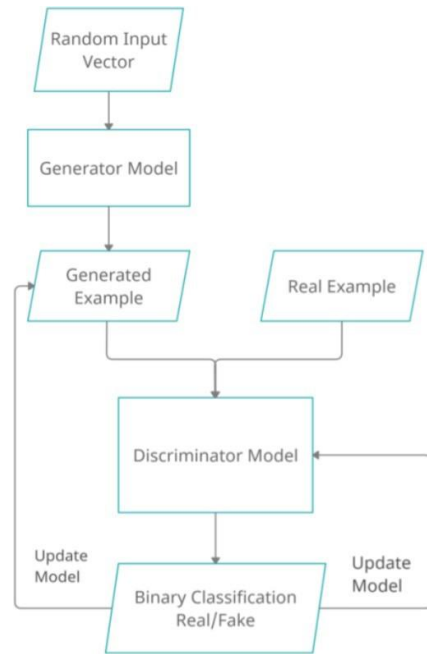 Random Input
Vector
Generator Model
Generated
Example
Real Example
Discriminator Model
Update
Model
Update
Model
Binary Classification
Real/Fake